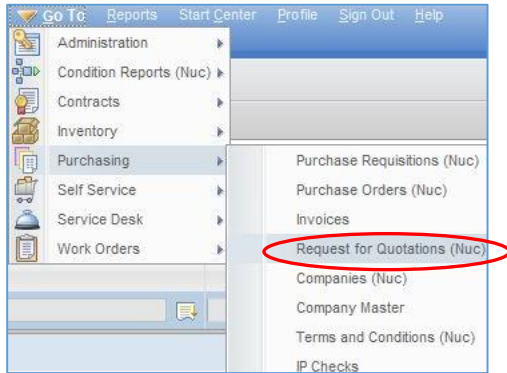 Go To Reports Start Center Profile Sign Out Help
Administration
Condition Reports (Nuc)
Contracts
Inventory
Purchasing
Self Service
Service Desk
Work Orders
Purchase Requisitions (Nuc)
Purchase Orders (Nuc)
Invoices
Request for Quotations (Nuc)
Companies (Nuc)
Company Master
Terms and Conditions (Nuc)
IP Checks